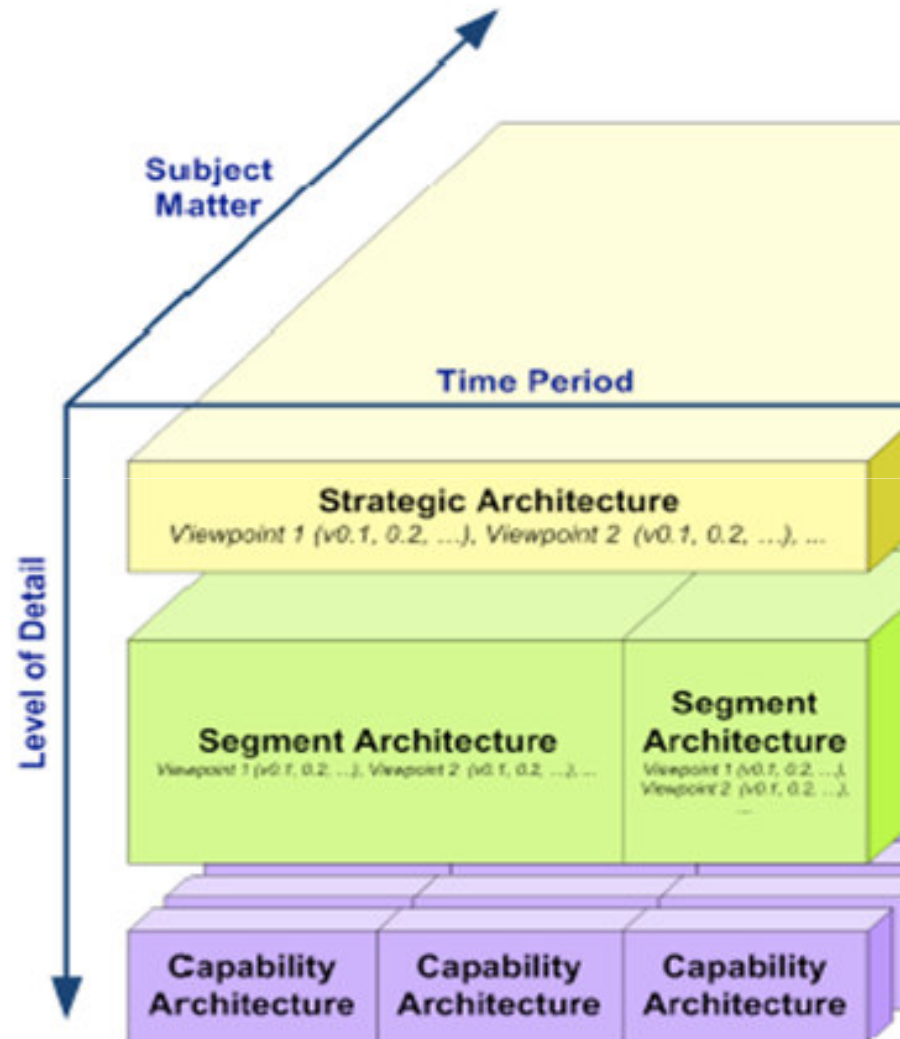 Subject
Matter
Time Period
Level of Detail
Strategic Architecture
Viewpoint 1 (v0.1, 0.2, ...), Viewpoint 2 (v0.1, 0.2, ...), ...
Segment Architecture
Viewpoint 1 (v0.1, 0.2, ...), Viewpoint 2 (v0.1, 0.2, ...), ...
Segment
Architecture
Viewpoint 1 (v0.1, 0.2, ...),
Viewpoint 2 (v0.1, 0.2, ...),
...
Capability
Architecture
Capability
Architecture
Capability
Architecture